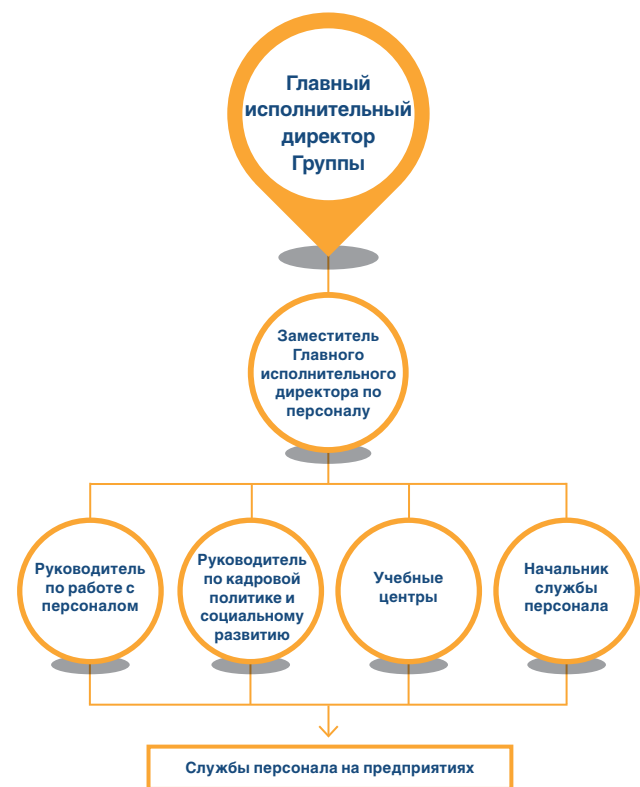 Главный
исполнительный
директор
Группы
Заместитель
Главного
исполнительного
директора по
персоналу
Руководитель
по работе с
персоналом
Руководитель
по кадровой
политике и
социальному
развитию
Учебные
центры
Начальник
службы
персонала
Службы персонала на предприятиях